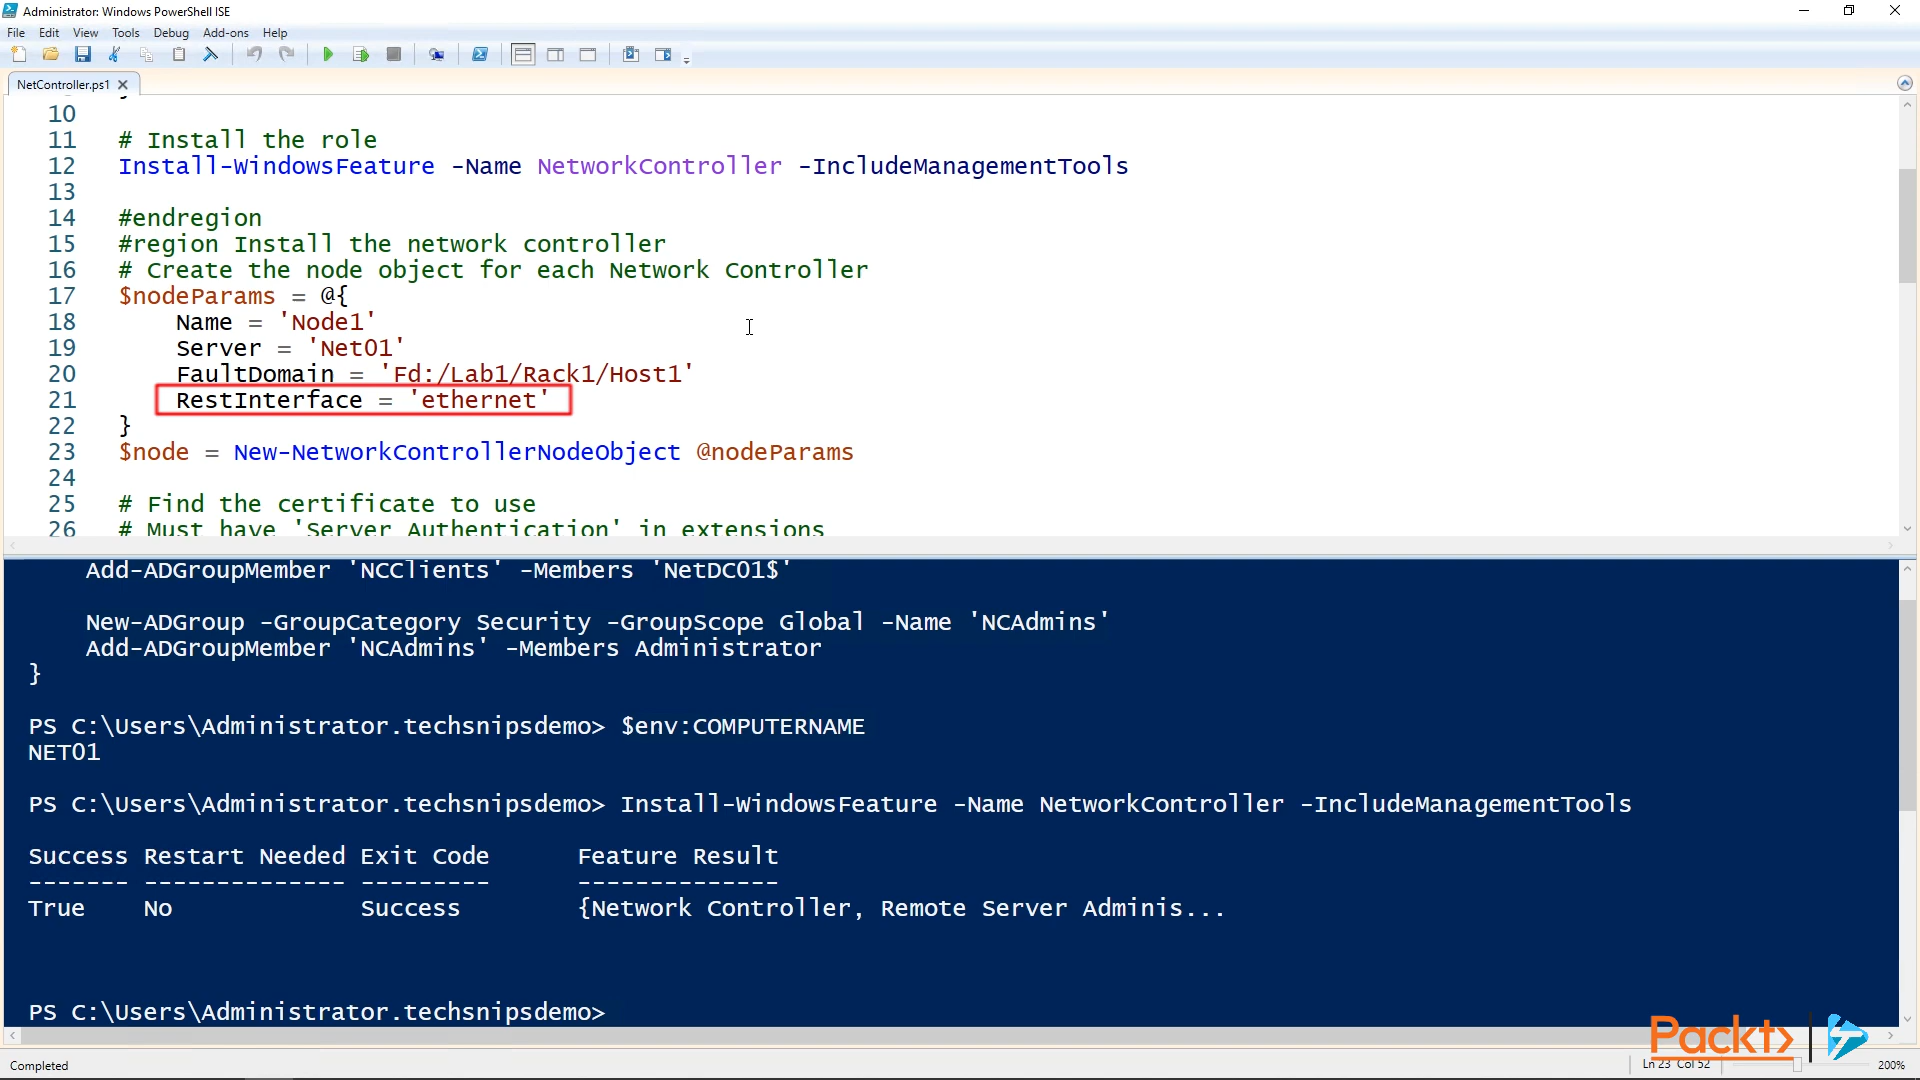 Administrator: Windows PowerShell ISE
File Edit View Tools Debug Add-ons Help
NetController.ps1
10
11 # Install the role
12 Install-WindowsFeature -Name NetworkController -IncludeManagementTools
13
14 #endregion
15 #region Install the network controller
16 # Create the node object for each Network Controller
17 $nodeParams = @{
18 Name = 'Node1'
19 Server = 'Net01'
20 FaultDomain = 'Fd:/Lab1/Rack1/Host1'
21 RestInterface = 'ethernet'
22 }
23 $node = New-NetworkControllerNodeObject @nodeParams
24
25 # Find the certificate to use
26 # Must have 'Server Authentication' in extensions
Add-ADGroupMember 'NCClients' -Members 'NetDC01$'
New-ADGroup -GroupCategory Security -GroupScope Global -Name 'NCAdmins'
Add-ADGroupMember 'NCAdmins' -Members Administrator
}
PS C:\Users\Administrator.techsnipsdemo> $env:COMPUTERNAME
NET01
PS C:\Users\Administrator.techsnipsdemo> Install-WindowsFeature -Name NetworkController -IncludeManagementTools
Success Restart Needed Exit Code Feature Result
------- -------------- --------- --------------
True No Success {Network Controller, Remote Server Adminis...
PS C:\Users\Administrator.techsnipsdemo>
Packt>
Completed
Ln 23 Col 52
200%